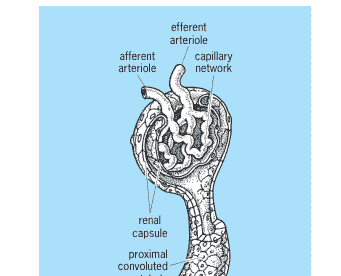 efferent
arteriole
afferent
arteriole
capillary
network
renal
capsule
proximal
convoluted